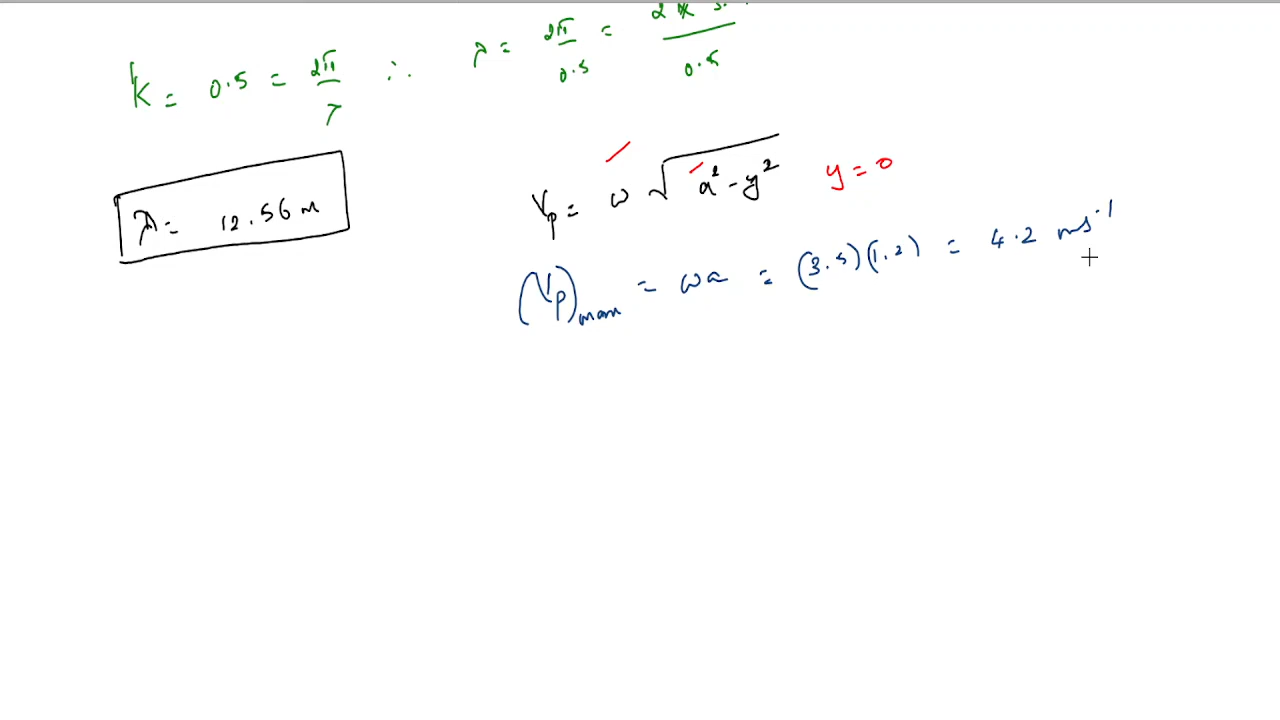 K = 0.5 = 2π/λ ∴ λ = 2π/0.5 = 2 × 3. /0.5
λ = 12.56 m
Vp = ω √(a² - y²) y = 0
(Vp)max = ωa = (3.5)(1.2) = 4.2 ms⁻¹